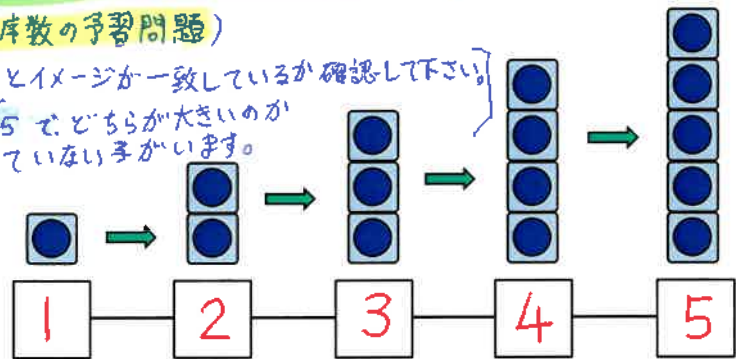 序数の予習問題)
とイメージが一致しているか確認して下さい。
5 で、どちらが大きいのか
ていない子がいます。
1 2 3 4 5